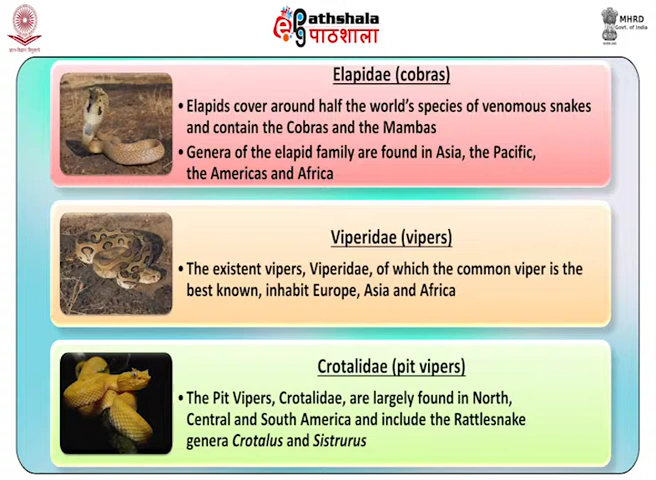 Pathshala
पाठशाला
MHRD
Govt. of India
Elapidae (cobras)
• Elapids cover around half the world's species of venomous snakes
and contain the Cobras and the Mambas
• Genera of the elapid family are found in Asia, the Pacific,
the Americas and Africa
Viperidae (vipers)
• The existent vipers, Viperidae, of which the common viper is the
best known, inhabit Europe, Asia and Africa
Crotalidae (pit vipers)
• The Pit Vipers, Crotalidae, are largely found in North,
Central and South America and include the Rattlesnake
genera Crotalus and Sistrurus